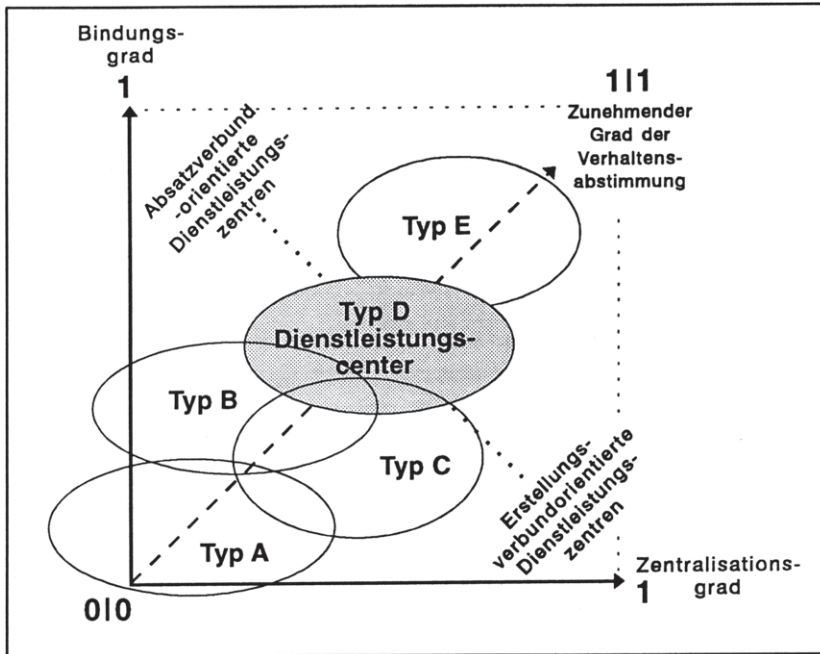 Bindungs-
grad
1
1|1
Zunehmender
Grad der
Verhaltens-
abstimmung
Absatzverbund
-orientierte
Dienstleistungs-
zentren
Typ E
Typ D
Dienstleistungs-
center
Typ B
Typ C
Typ A
Erstellungs-
verbundorientierte
Dienstleistungs-
zentren
0|0
Zentralisations-
grad
1